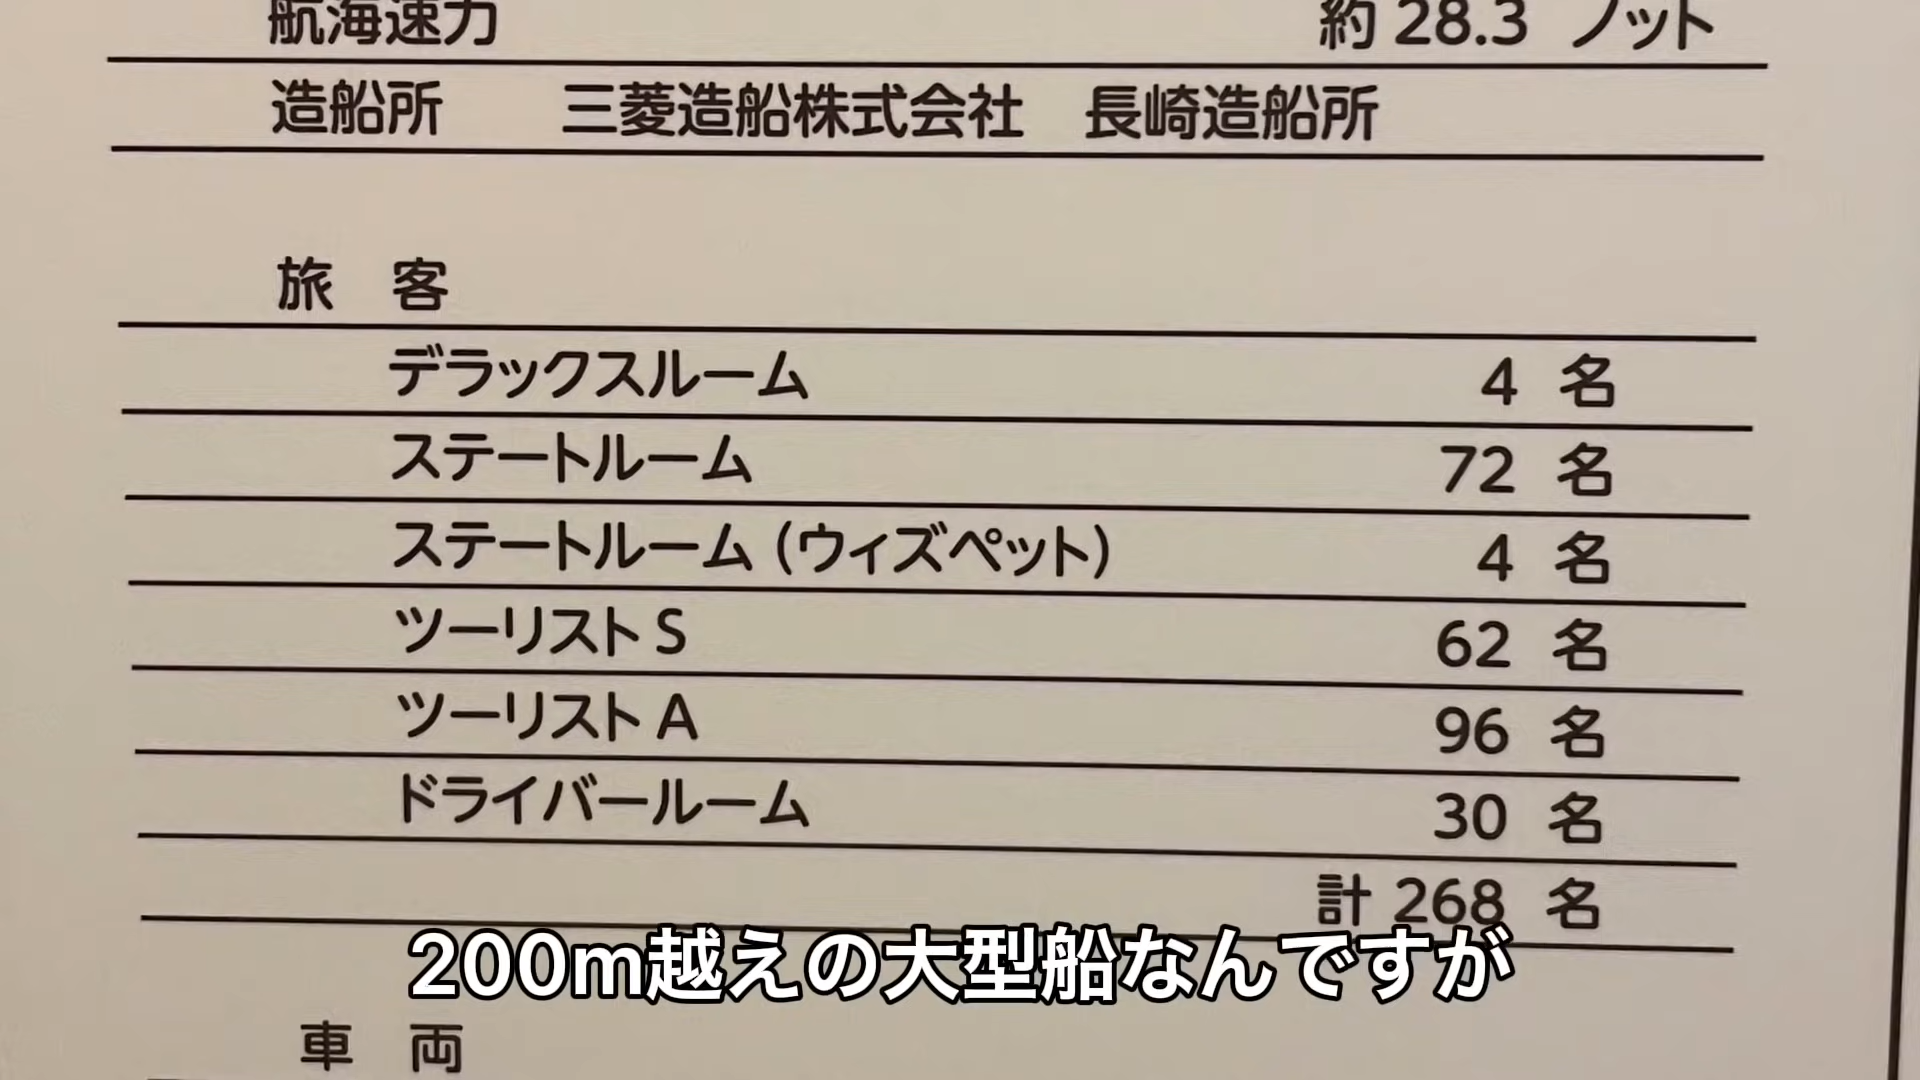 航海速力 約 28.3 ノット
造船所 三菱造船株式会社 長崎造船所
旅 客
デラックスルーム 4 名
ステートルーム 72 名
ステートルーム (ウィズペット) 4 名
ツーリスト S 62 名
ツーリスト A 96 名
ドライバールーム 30 名
計 268 名
200m越えの大型船なんですが
車 両